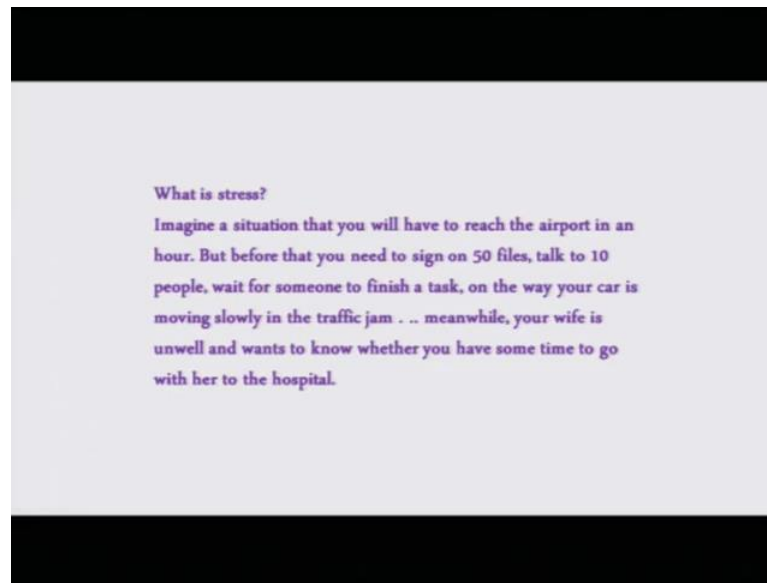 What is stress?
Imagine a situation that you will have to reach the airport in an
hour. But before that you need to sign on 50 files, talk to 10
people, wait for someone to finish a task, on the way your car is
moving slowly in the traffic jam . .. meanwhile, your wife is
unwell and wants to know whether you have some time to go
with her to the hospital.